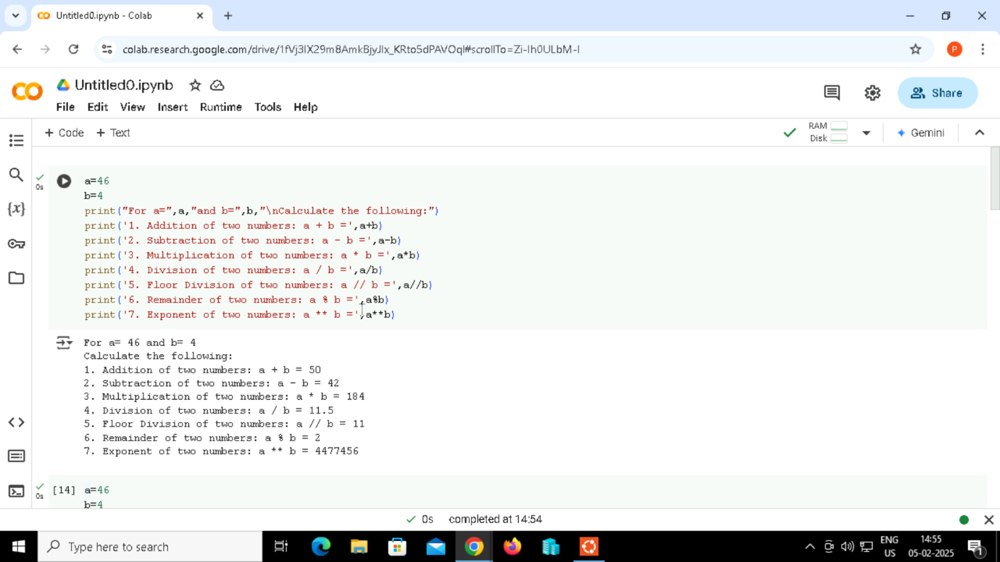 Untitled0.ipynb - Colab
colab.research.google.com/drive/1fVj3IX29m8AmkBjyJlx_KRto5dPAVOql#scrollTo=Zi-Ih0ULbM-I
P
Untitled0.ipynb
File Edit View Insert Runtime Tools Help
Share
+ Code + Text
RAM
Disk
Gemini
0s
a=46
b=4
print("For a=",a,"and b=",b,"\nCalculate the following:")
print('1. Addition of two numbers: a + b =',a+b)
print('2. Subtraction of two numbers: a - b =',a-b)
print('3. Multiplication of two numbers: a * b =',a*b)
print('4. Division of two numbers: a / b =',a/b)
print('5. Floor Division of two numbers: a // b =',a//b)
print('6. Remainder of two numbers: a % b =',a%b)
print('7. Exponent of two numbers: a ** b =',a**b)
For a= 46 and b= 4
Calculate the following:
1. Addition of two numbers: a + b = 50
2. Subtraction of two numbers: a - b = 42
3. Multiplication of two numbers: a * b = 184
4. Division of two numbers: a / b = 11.5
5. Floor Division of two numbers: a // b = 11
6. Remainder of two numbers: a % b = 2
7. Exponent of two numbers: a ** b = 4477456
0s
[14] a=46
b=4
0s completed at 14:54
Type here to search
ENG
US
14:55
05-02-2025
1